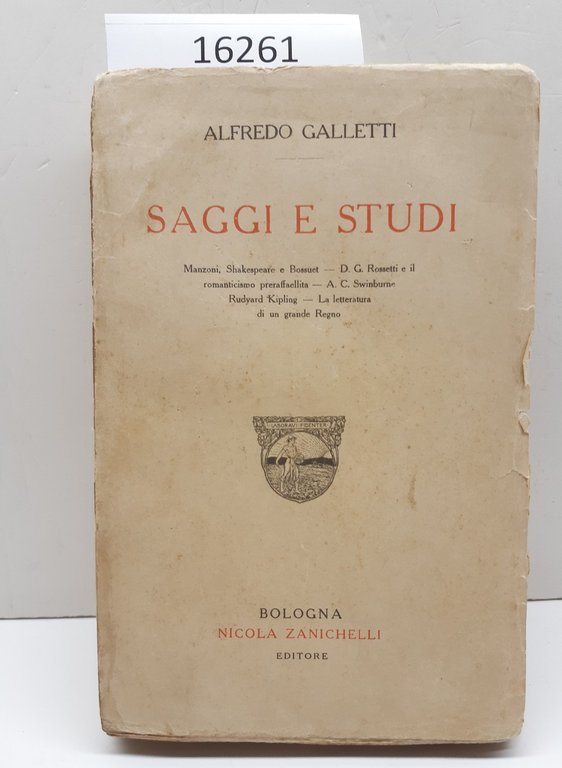 16261
ALFREDO GALLETTI
SAGGI E STUDI
Manzoni, Shakespeare e Bossuet — D. G. Rossetti e il
romanticismo preraffaellita — A. C. Swinburne
Rudyard Kipling — La letteratura
di un grande Regno
LABORAVI FIDENTER
BOLOGNA
NICOLA ZANICHELLI
EDITORE